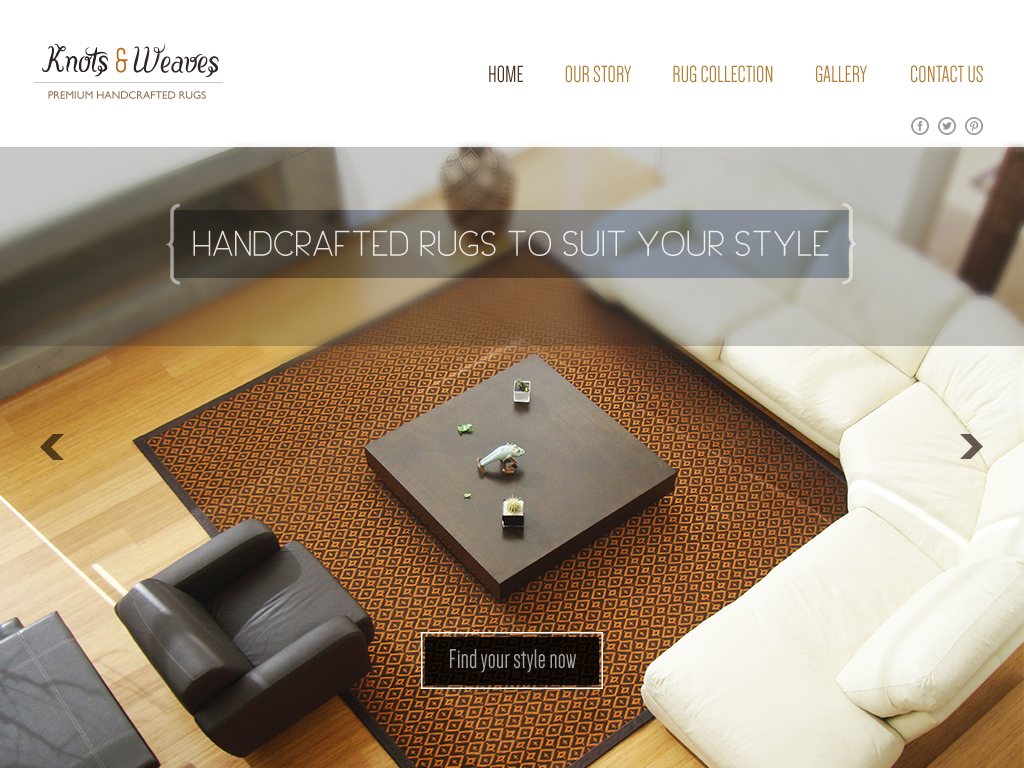 Knots & Weaves
PREMIUM HANDCRAFTED RUGS
HOME
OUR STORY
RUG COLLECTION
GALLERY
CONTACT US
HANDCRAFTED RUGS TO SUIT YOUR STYLE
Find your style now